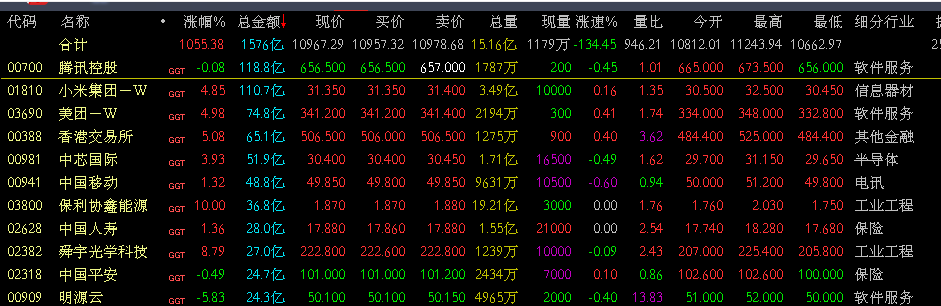 代码 名称 • 涨幅% 总金额↓ 现价 买价 卖价 总量 现量 涨速% 量比 今开 最高 最低 细分行业
合计 1055.38 1576亿 10967.29 10957.32 10978.68 15.16亿 1179万 -134.45 946.21 10812.01 11243.94 10662.97 25
00700 腾讯控股 GGT -0.08 118.8亿 656.500 656.500 657.000 1787万 200 -0.45 1.01 665.000 673.500 656.000 软件服务
01810 小米集团-W GGT 4.85 110.7亿 31.350 31.350 31.400 3.49亿 10000 0.16 1.35 30.500 32.500 30.450 信息器材
03690 美团-W GGT 4.98 74.8亿 341.200 341.200 341.400 2194万 300 0.41 1.74 334.000 348.000 332.800 软件服务
00388 香港交易所 GGT 5.08 65.1亿 506.500 506.000 506.500 1275万 900 0.40 3.62 484.400 525.000 484.400 其他金融
00981 中芯国际 GGT 3.93 51.9亿 30.400 30.400 30.450 1.71亿 16500 -0.49 1.62 29.700 31.150 29.650 半导体
00941 中国移动 GGT 1.32 48.8亿 49.850 49.800 49.850 9631万 10500 -0.60 0.94 50.000 51.200 49.800 电讯
03800 保利协鑫能源 GGT 10.00 36.8亿 1.870 1.870 1.880 19.21亿 3000 0.00 1.76 1.760 2.030 1.750 工业工程
02628 中国人寿 GGT 1.36 28.0亿 17.880 17.860 17.880 1.55亿 21000 0.00 2.54 17.740 18.280 17.680 保险
02382 舜宇光学科技 GGT 8.79 27.0亿 222.800 222.600 222.800 1239万 10000 -0.09 2.43 207.000 225.400 205.800 工业工程
02318 中国平安 GGT -0.49 24.7亿 101.000 101.000 101.200 2434万 7000 0.10 0.86 102.600 102.600 100.000 保险
00909 明源云 GGT -5.83 24.3亿 50.100 50.100 50.150 4965万 2000 -0.40 13.83 51.000 52.000 50.000 软件服务